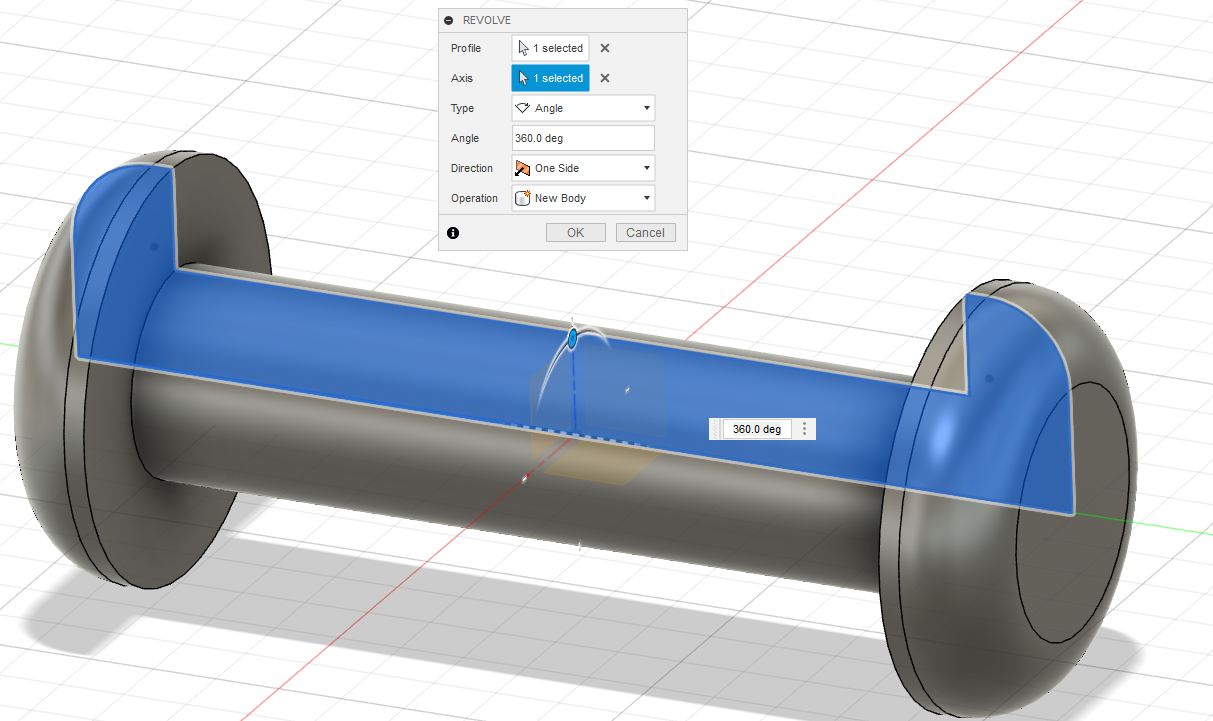 REVOLVE
Profile 1 selected
Axis 1 selected
Type Angle
Angle 360.0 deg
Direction One Side
Operation New Body
OK Cancel
360.0 deg